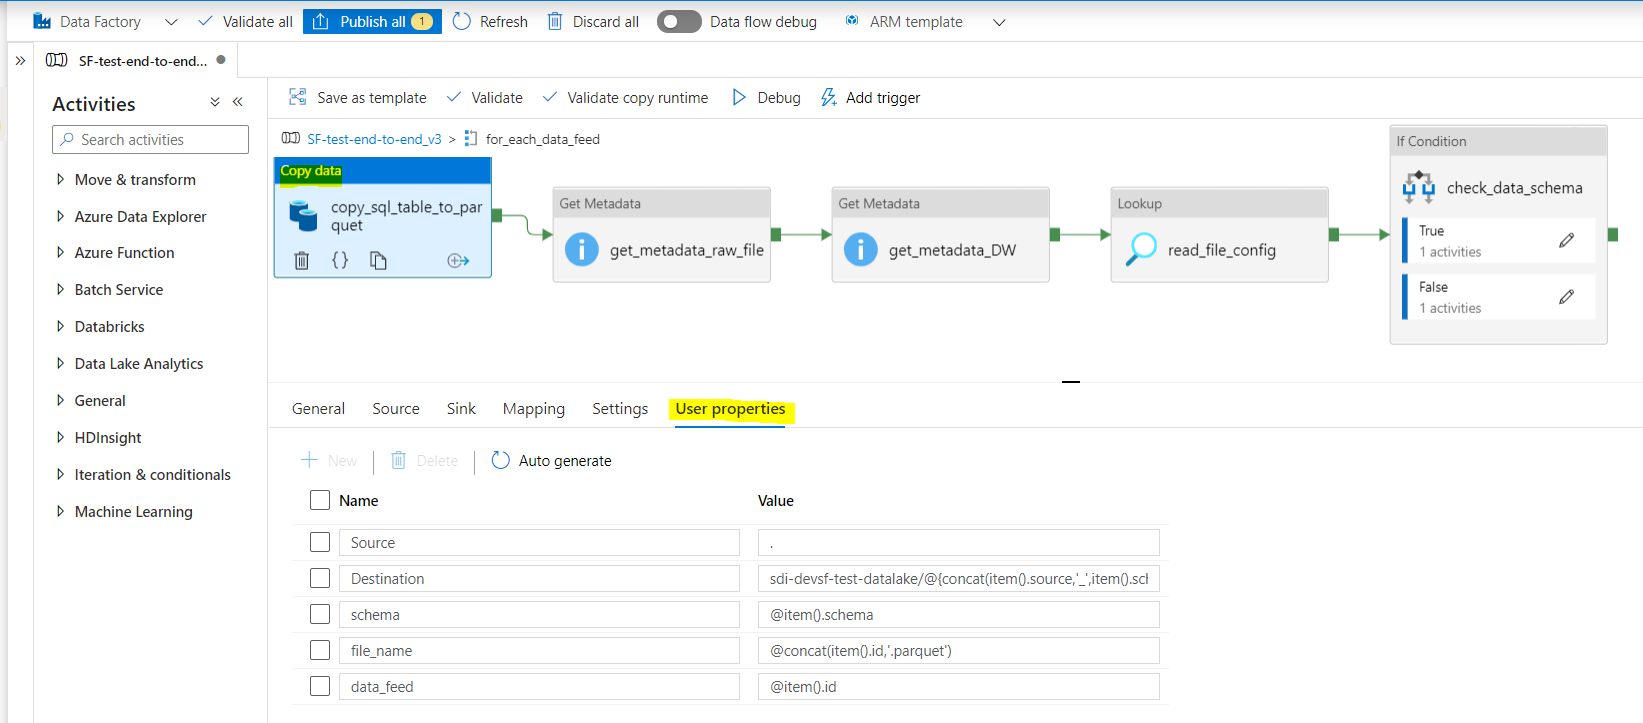 Data Factory
Validate all
Publish all 1
Refresh
Discard all
Data flow debug
ARM template
SF-test-end-to-end...
Activities
Search activities
Move & transform
Azure Data Explorer
Azure Function
Batch Service
Databricks
Data Lake Analytics
General
HDInsight
Iteration & conditionals
Machine Learning
Save as template
Validate
Validate copy runtime
Debug
Add trigger
SF-test-end-to-end_v3 > for_each_data_feed
Copy data
copy_sql_table_to_par
quet
Get Metadata
get_metadata_raw_file
Get Metadata
get_metadata_DW
Lookup
read_file_config
If Condition
check_data_schema
True
1 activities
False
1 activities
General
Source
Sink
Mapping
Settings
User properties
New
Delete
Auto generate
Name Value
Source .
Destination sdi-devsf-test-datalake/@{concat(item().source,'_',item().scl
schema @item().schema
file_name @concat(item().id,'.parquet')
data_feed @item().id